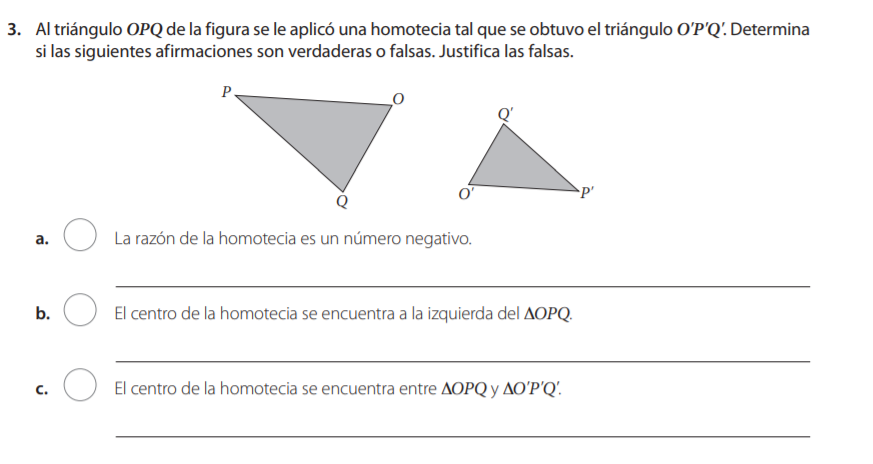 3. Al triángulo OPQ de la figura se le aplicó una homotecia tal que se obtuvo el triángulo O'P'Q'. Determina
si las siguientes afirmaciones son verdaderas o falsas. Justifica las falsas.
P
O
Q'
O'
P'
Q
a. La razón de la homotecia es un número negativo.
b. El centro de la homotecia se encuentra a la izquierda del ΔOPQ.
c. El centro de la homotecia se encuentra entre ΔOPQ y ΔO'P'Q'.